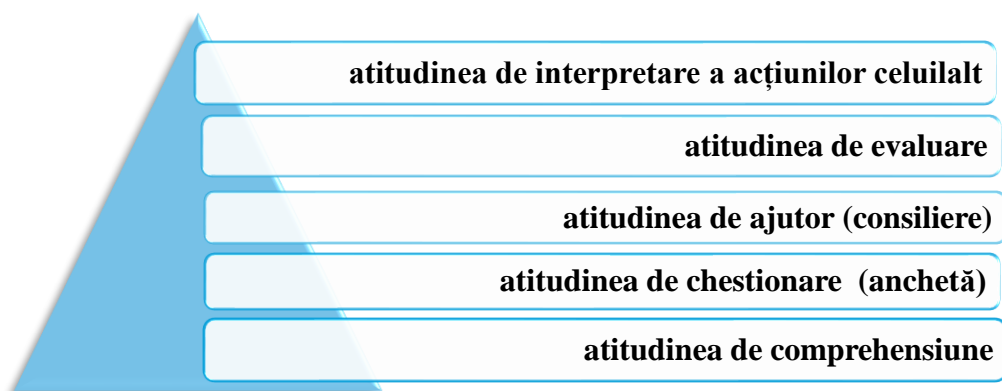 atitudinea de interpretare a acțiunilor celuilalt
atitudinea de evaluare
atitudinea de ajutor (consiliere)
atitudinea de chestionare (anchetă)
atitudinea de comprehensiune